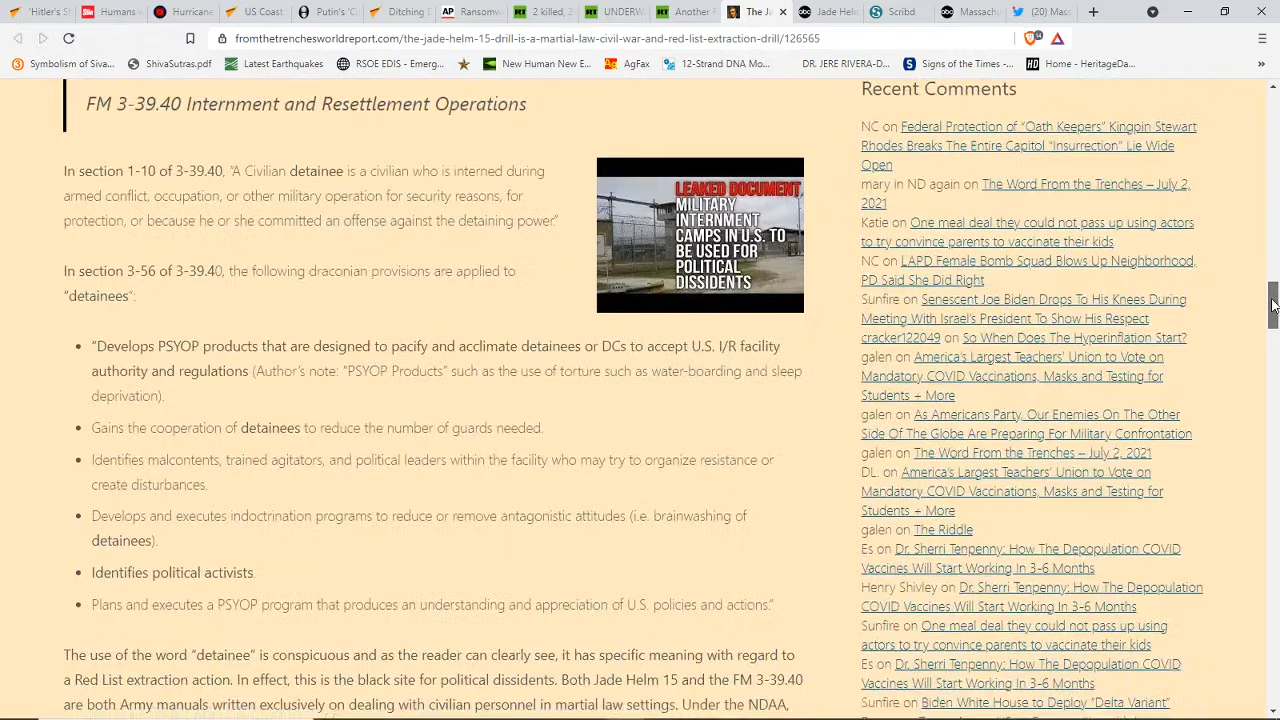 'Hitler's S
Humans v
Hurricane
US Coast
Putin's 'G
Ditching
Ransomw
2 killed, 2
UNDERW
Another
The Ja
Jade Helm
Scribd
Massachu
(20) Mass
fromthetrenchesworldreport.com/the-jade-helm-15-drill-is-a-martial-law-civil-war-and-red-list-extraction-drill/126565
Symbolism of Siva...
ShivaSutras.pdf
Latest Earthquakes
RSOE EDIS - Emerg...
New Human New E...
AgFax
12-Strand DNA Mo...
DR. JERE RIVERA-D...
Signs of the Times -...
Home - HeritageDa...
FM 3-39.40 Internment and Resettlement Operations
In section 1-10 of 3-39.40, "A Civilian detainee is a civilian who is interned during
armed conflict, occupation, or other military operation for security reasons, for
protection, or because he or she committed an offense against the detaining power."
In section 3-56 of 3-39.40, the following draconian provisions are applied to
"detainees":
LEAKED DOCUMENT,
MILITARY
INTERNMENT
CAMPS IN U.S. TO
BE USED FOR
POLITICAL
DISSIDENTS
• "Develops PSYOP products that are designed to pacify and acclimate detainees or DCs to accept U.S. I/R facility
authority and regulations (Author's note: "PSYOP Products" such as the use of torture such as water-boarding and sleep
deprivation).
• Gains the cooperation of detainees to reduce the number of guards needed.
• Identifies malcontents, trained agitators, and political leaders within the facility who may try to organize resistance or
create disturbances.
• Develops and executes indoctrination programs to reduce or remove antagonistic attitudes (i.e. brainwashing of
detainees).
• Identifies political activists.
• Plans and executes a PSYOP program that produces an understanding and appreciation of U.S. policies and actions."
The use of the word "detainee" is conspicuous and as the reader can clearly see, it has specific meaning with regard to
a Red List extraction action. In effect, this is the black site for political dissidents. Both Jade Helm 15 and the FM 3-39.40
are both Army manuals written exclusively to dealing with civilian personnel in martial law settings. Under the NDAA,
Recent Comments
NC on Federal Protection of "Oath Keepers" Kingpin Stewart
Rhodes Breaks The Entire Capitol "Insurrection" Lie Wide
Open
mary in ND again on The Word From the Trenches – July 2,
2021
Katie on One meal deal they could not pass up using actors
to try convince parents to vaccinate their kids
NC on LAPD Female Bomb Squad Blows Up Neighborhood,
PD Said She Did Right
Sunfire on Senescent Joe Biden Drops To His Knees During
Meeting With Israel's President To Show His Respect
cracker122049 on So When Does The Hyperinflation Start?
galen on America's Largest Teachers' Union to Vote on
Mandatory COVID Vaccinations, Masks and Testing for
Students + More
galen on As Americans Party, Our Enemies On The Other
Side Of The Globe Are Preparing For Military Confrontation
galen on The Word From the Trenches – July 2, 2021
DL. on America's Largest Teachers' Union to Vote on
Mandatory COVID Vaccinations, Masks and Testing for
Students + More
galen on The Riddle
Es on Dr. Sherri Tenpenny: How The Depopulation COVID
Vaccines Will Start Working In 3-6 Months
Henry Shivley on Dr. Sherri Tenpenny: How The Depopulation
COVID Vaccines Will Start Working In 3-6 Months
Sunfire on One meal deal they could not pass up using
actors to try convince parents to vaccinate their kids
Es on Dr. Sherri Tenpenny: How The Depopulation COVID
Vaccines Will Start Working In 3-6 Months
Sunfire on Biden White House to Deploy "Delta Variant"